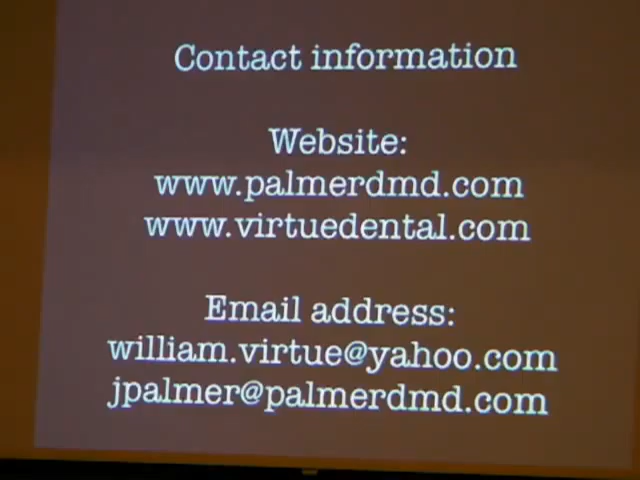 Contact information
Website:
www.palmerdmd.com
www.virtuedental.com
Email address:
william.virtue@yahoo.com
jpalmer@palmerdmd.com